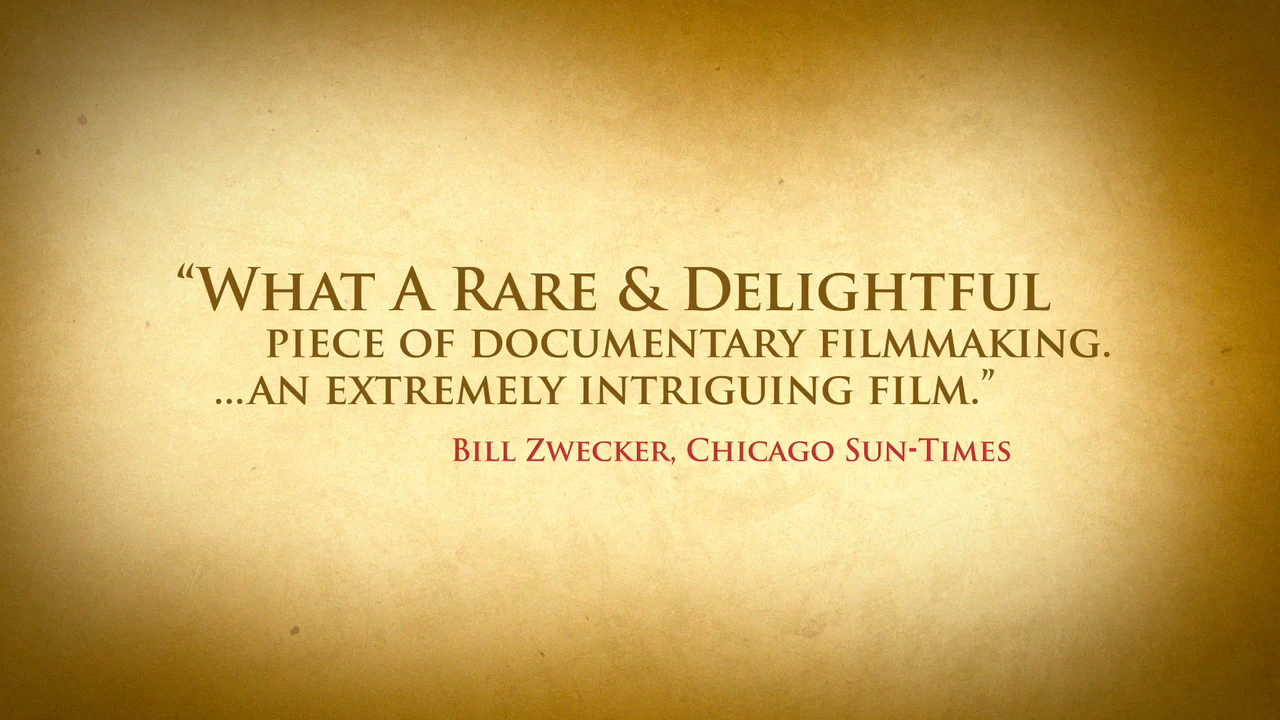 “What A Rare & Delightful
piece of documentary filmmaking.
...an extremely intriguing film.”
Bill Zwecker, Chicago Sun-Times